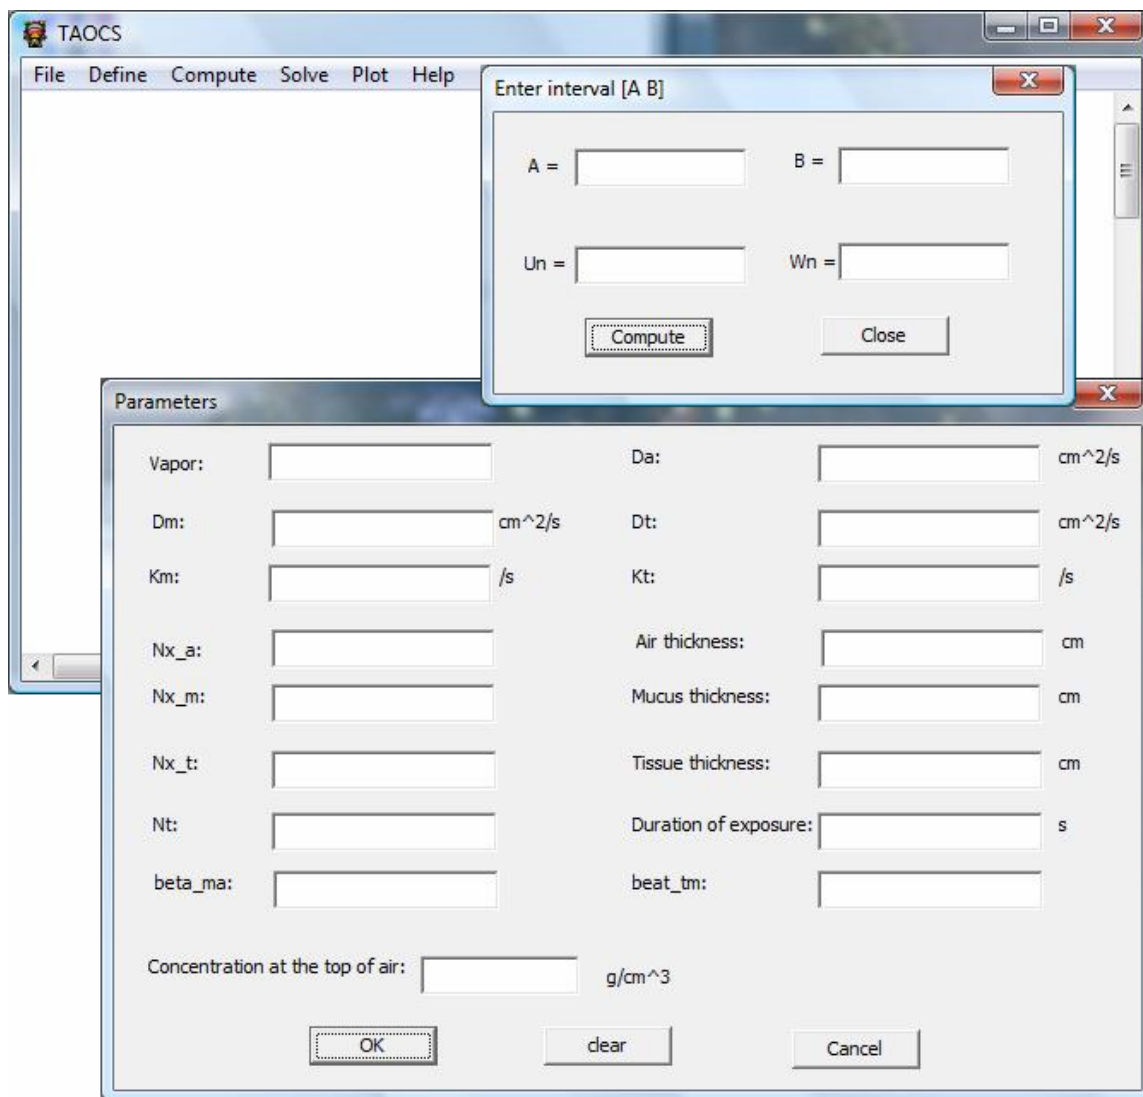 TAOCS
File Define Compute Solve Plot Help
Enter interval [A B]
A = B =
Un = Wn =
Compute Close
Parameters
Vapor: Da: cm^2/s
Dm: cm^2/s Dt: cm^2/s
Km: /s Kt: /s
Nx_a: Air thickness: cm
Nx_m: Mucus thickness: cm
Nx_t: Tissue thickness: cm
Nt: Duration of exposure: s
beta_ma: beat_tm:
Concentration at the top of air: g/cm^3
OK clear Cancel